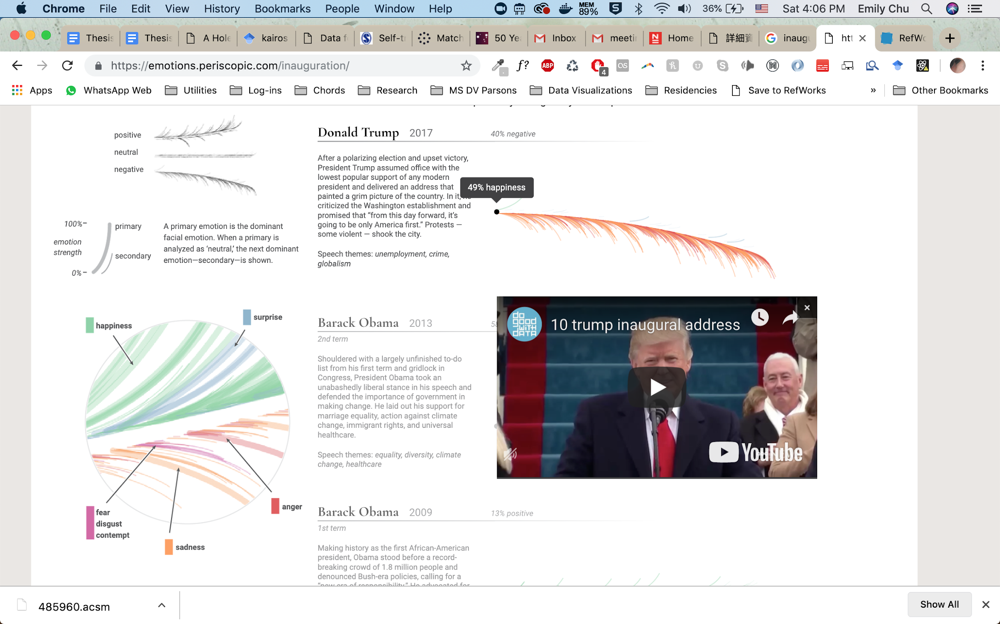 Chrome File Edit View History Bookmarks People Window Help MEM 89% 36% Sat 4:06 PM Emily Chu
Thesis Thesis A Hole kairos Data f Self-t Match 50 Ye Inbox meeti Home 詳細資 inaugu htt RefWo
https://emotions.periscopic.com/inauguration/ f? ABP 4
Apps WhatsApp Web Utilities Log-ins Chords Research MS DV Parsons Data Visualizations Residencies Save to RefWorks » Other Bookmarks
positive
neutral
negative
100%
primary
emotion
strength
secondary
0%
A primary emotion is the dominant
facial emotion. When a primary is
analyzed as ‘neutral,’ the next dominant
emotion—secondary—is shown.
happiness
surprise
fear
disgust
contempt
anger
sadness
Donald Trump 2017 40% negative
After a polarizing election and upset victory,
President Trump assumed office with the
lowest popular support of any modern
president and delivered an address that
painted a grim picture of the country. In it, he
criticized the Washington establishment and
promised that “from this day forward, it’s
going to be only America first.” Protests —
some violent — shook the city.
Speech themes: unemployment, crime,
globalism
49% happiness
Barack Obama 2013
2nd term
Shouldered with a largely unfinished to-do
list from his first term and gridlock in
Congress, President Obama took an
unabashedly liberal stance in his speech and
defended the importance of government in
making change. He laid out his support for
marriage equality, action against climate
change, immigrant rights, and universal
healthcare.
Speech themes: equality, diversity, climate
change, healthcare
do good with data
10 trump inaugural address
YouTube
Barack Obama 2009 13% positive
1st term
Making history as the first African-American
president, Obama stood before a record-
breaking crowd of 1.8 million people and
denounced Bush-era policies, calling for a
“new era of responsibility.” He advocated for
485960.acsm
Show All